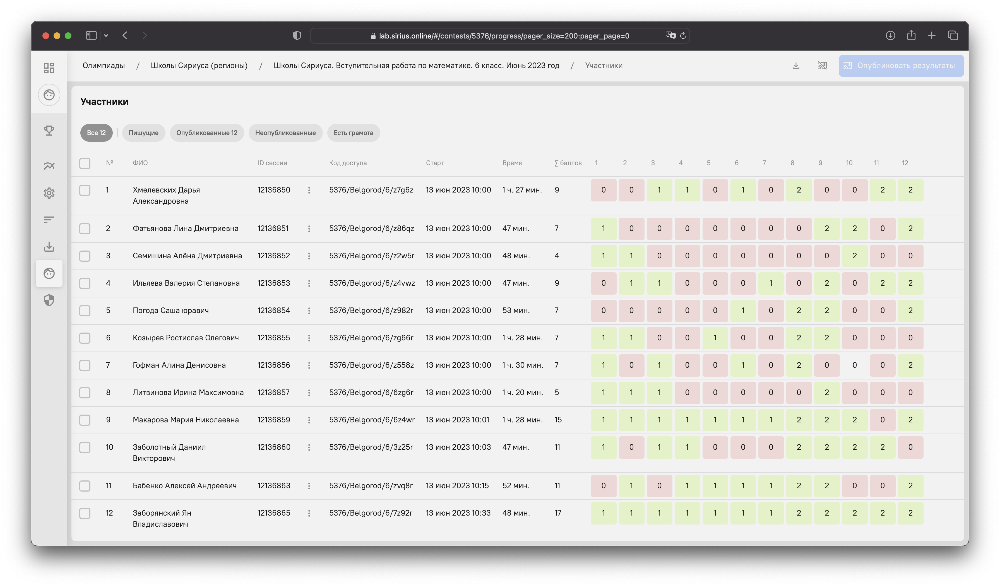 lab.sirius.online/#/contests/5376/progress/pager_size=200:pager_page=0
Олимпиады / Школы Сириуса (регионы) / Школы Сириуса. Вступительная работа по математике. 6 класс. Июнь 2023 год / Участники Опубликовать результаты
Участники
Все 12 Пишущие Опубликованные 12 Неопубликованные Есть грамота
№ ФИО ID сессии Код доступа Старт Время ∑ баллов 1 2 3 4 5 6 7 8 9 10 11 12
1 Хмелевских Дарья 12136850 5376/Belgorod/6/z7g6z 13 июн 2023 10:00 1 ч. 27 мин. 9 0 0 1 1 0 1 0 2 0 0 2 2
Александровна
2 Фатьянова Лина Дмитриевна 12136851 5376/Belgorod/6/z86qz 13 июн 2023 10:00 47 мин. 7 1 0 0 0 0 0 0 0 2 2 0 2
3 Семишина Алёна Дмитриевна 12136852 5376/Belgorod/6/z2w5r 13 июн 2023 10:00 48 мин. 4 1 1 0 0 0 0 0 0 0 2 0 0
4 Ильяева Валерия Степановна 12136853 5376/Belgorod/6/z4vwz 13 июн 2023 10:00 47 мин. 9 0 1 1 0 0 0 1 0 2 0 2 2
5 Погода Саша юравич 12136854 5376/Belgorod/6/z982r 13 июн 2023 10:00 53 мин. 7 0 0 0 0 0 1 0 2 2 0 0 2
6 Козырев Ростислав Олегович 12136855 5376/Belgorod/6/zg66r 13 июн 2023 10:00 1 ч. 28 мин. 7 1 1 0 0 1 0 0 2 2 0 0 0
7 Гофман Алина Денисовна 12136856 5376/Belgorod/6/z558z 13 июн 2023 10:00 1 ч. 30 мин. 7 1 0 1 0 0 1 0 2 0 0 0 2
8 Литвинова Ирина Максимовна 12136857 5376/Belgorod/6/6zg6r 13 июн 2023 10:00 1 ч. 20 мин. 5 1 1 1 0 0 0 0 0 2 0 0 0
9 Макарова Мария Николаевна 12136859 5376/Belgorod/6/6z4wr 13 июн 2023 10:01 1 ч. 28 мин. 15 1 1 1 1 1 1 1 2 2 2 0 2
10 Заболотный Даниил 12136860 5376/Belgorod/6/3z25r 13 июн 2023 10:03 47 мин. 11 1 0 1 1 0 0 0 2 2 2 2 0
Викторович
11 Бабенко Алексей Андреевич 12136863 5376/Belgorod/6/zvq8r 13 июн 2023 10:15 52 мин. 11 0 1 0 1 1 1 1 2 2 0 0 2
12 Заборянский Ян 12136865 5376/Belgorod/6/7z92r 13 июн 2023 10:33 48 мин. 17 1 1 1 1 1 1 1 2 2 2 2 2
Владиславович